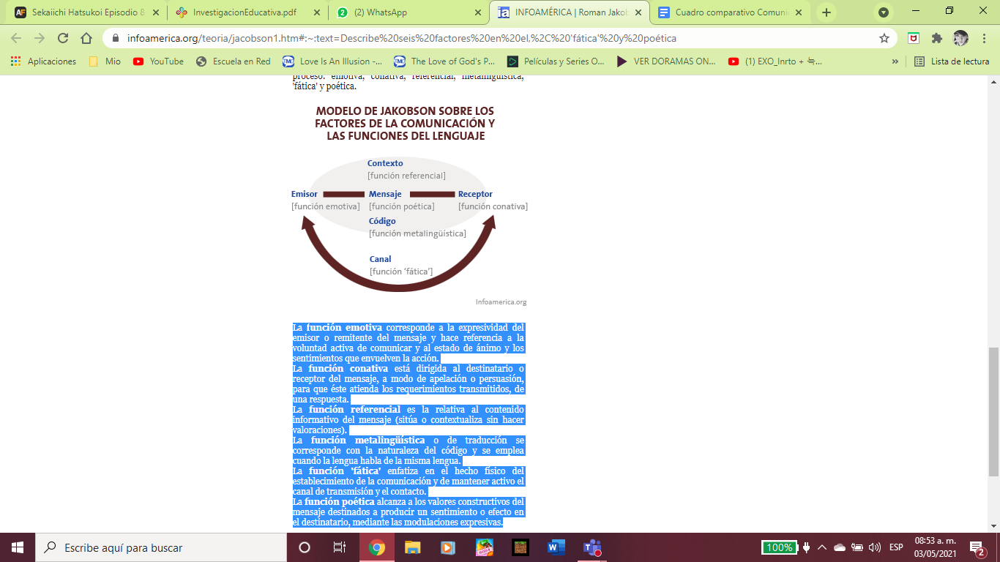 Sekaiichi Hatsukoi Episodio 8
InvestigacionEducativa.pdf
(2) WhatsApp
INFOAMÉRICA | Roman Jakob
Cuadro comparativo Comuni
infoamerica.org/teoria/jacobson1.htm#:~:text=Describe%20seis%20factores%20en%20el,%2C%20'fática'%20y%20poética
Aplicaciones
Mio
YouTube
Escuela en Red
Love Is An Illusion -...
The Love of God's P...
Películas y Series O...
VER DORAMAS ON...
(1) EXO_Inrto + 늑...
»
Lista de lectura
proceso: emotiva, conativa, referencial, metalingüística,
'fática' y poética.
MODELO DE JAKOBSON SOBRE LOS
FACTORES DE LA COMUNICACIÓN Y
LAS FUNCIONES DEL LENGUAJE
Contexto
[función referencial]
Emisor Mensaje Receptor
[función emotiva] [función poética] [función conativa]
Código
[función metalingüística]
Canal
[función ‘fática’]
Infoamerica.org
La función emotiva corresponde a la expresividad del
emisor o remitente del mensaje y hace referencia a la
voluntad activa de comunicar y al estado de ánimo y los
sentimientos que envuelven la acción.
La función conativa está dirigida al destinatario o
receptor del mensaje, a modo de apelación o persuasión,
para que éste atienda los requerimientos transmitidos, de
una respuesta.
La función referencial es la relativa al contenido
informativo del mensaje (sitúa o contextualiza sin hacer
valoraciones).
La función metalingüística o de traducción se
corresponde con la naturaleza del código y se emplea
cuando la lengua habla de la misma lengua.
La función 'fática' enfatiza en el hecho físico del
establecimiento de la comunicación y de mantener activo el
canal de transmisión y el contacto.
La función poética alcanza a los valores constructivos del
mensaje destinados a producir un sentimiento o efecto en
el destinatario, mediante las modulaciones expresivas.
Escribe aquí para buscar
100%
ESP
08:53 a. m.
03/05/2021
2